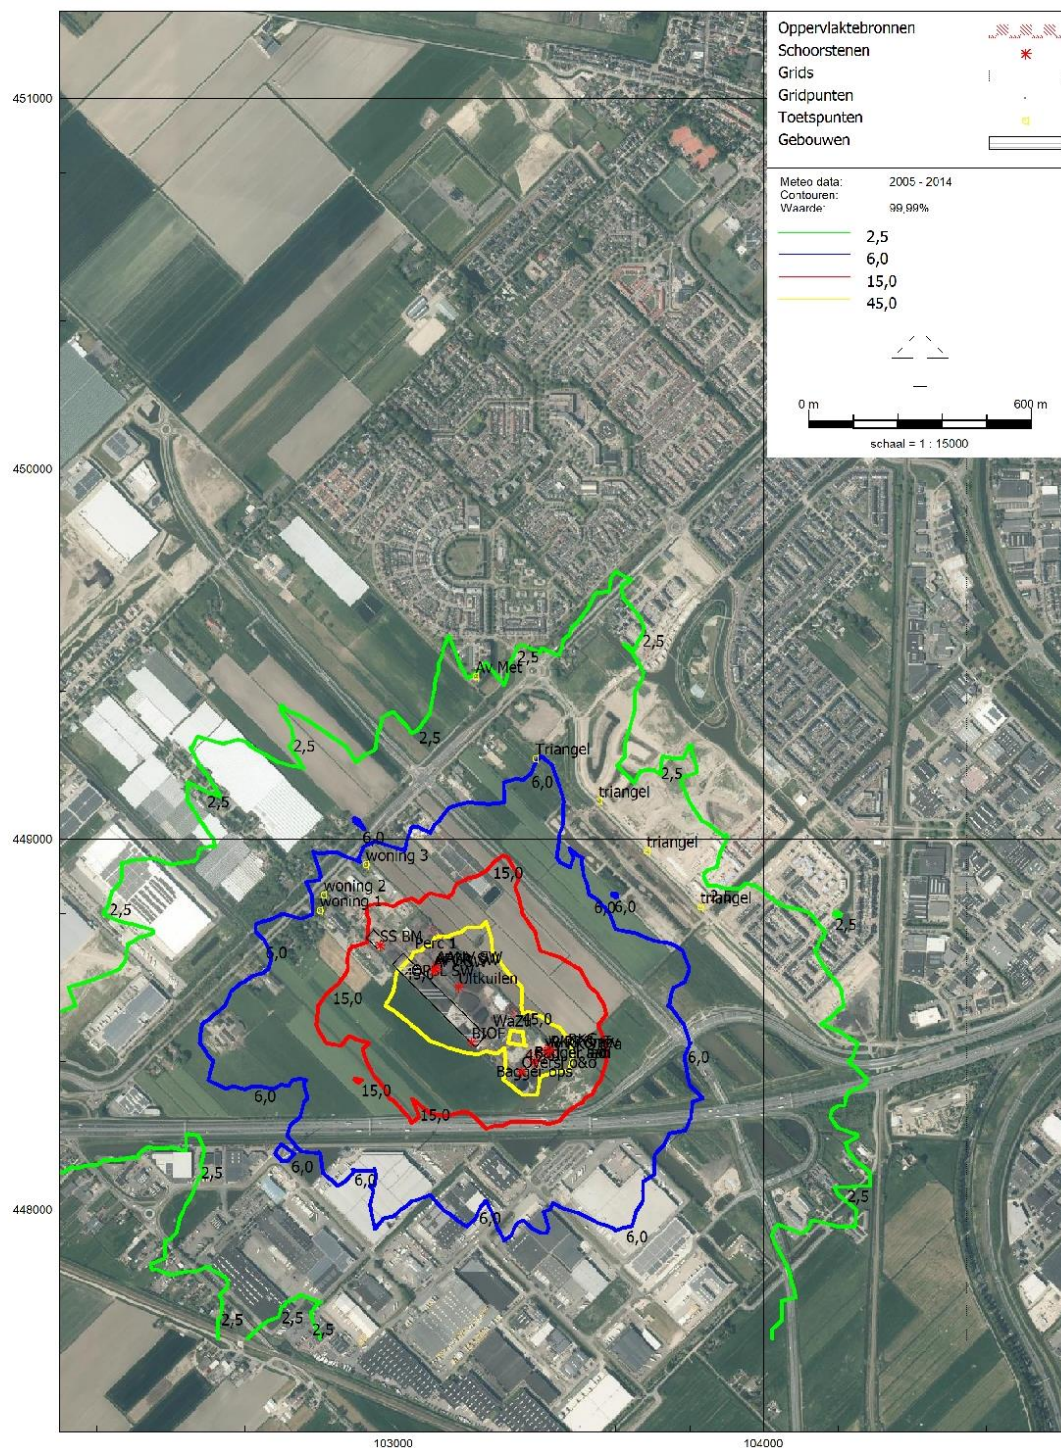 Oppervlaktebronnen
Schoorstenen
Grids
Gridpunten
Toetspunten
Gebouwen
Meteo data: 2005 - 2014
Contouren:
Waarde: 99,99%
2,5
6,0
15,0
45,0
0 m 600 m
schaal = 1 : 15000
451000
450000
2,5
2,5
Av Met
2,5
2,5
Triangel
2,5
6,0
triangel
2,5
449000
6,0
triangel
woning 3
15,0
woning 2
triangel
woning 1
2,5
6,0
6,0
6,0
SS BM
Perc 1
Uitkuilen
15,0
45,0
BIOF
6,0
Bagger ops
15,0
6,0
15,0
2,5
6,0
6,0
2,5
448000
6,0
6,0
2,5
2,5
2,5
103000 104000